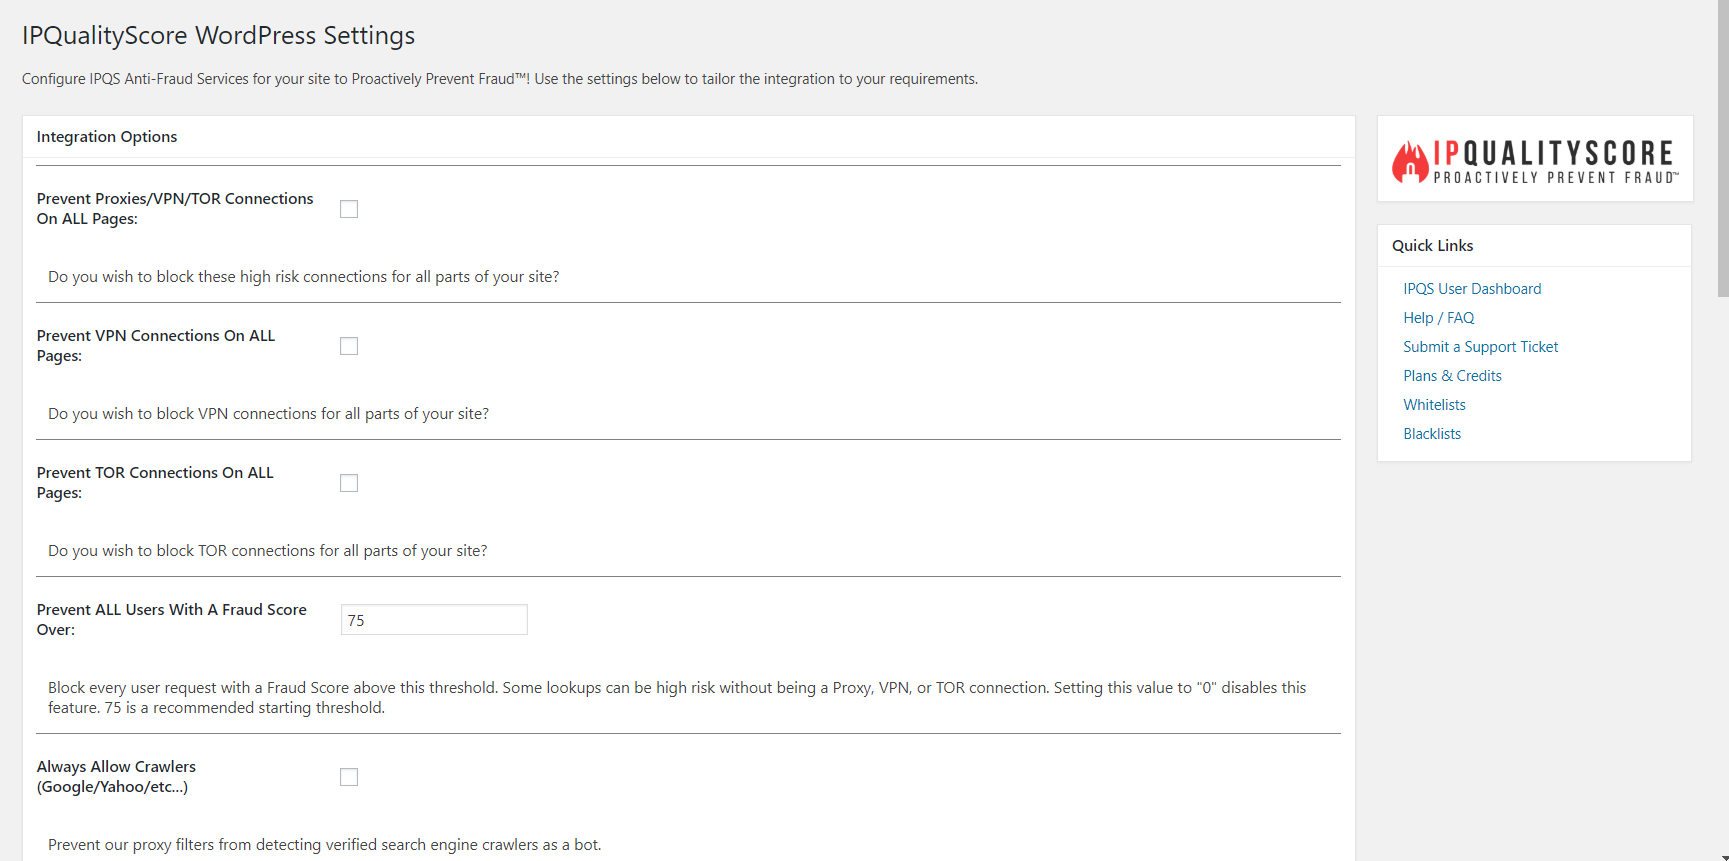 IPQualityScore WordPress Settings
Configure IPQS Anti-Fraud Services for your site to Proactively Prevent Fraud™! Use the settings below to tailor the integration to your requirements.
Integration Options
Prevent Proxies/VPN/TOR Connections
On ALL Pages:
Do you wish to block these high risk connections for all parts of your site?
Prevent VPN Connections On ALL
Pages:
Do you wish to block VPN connections for all parts of your site?
Prevent TOR Connections On ALL
Pages:
Do you wish to block TOR connections for all parts of your site?
Prevent ALL Users With A Fraud Score
Over:
75
Block every user request with a Fraud Score above this threshold. Some lookups can be high risk without being a Proxy, VPN, or TOR connection. Setting this value to "0" disables this
feature. 75 is a recommended starting threshold.
Always Allow Crawlers
(Google/Yahoo/etc...)
Prevent our proxy filters from detecting verified search engine crawlers as a bot.
IPQUALITYSCORE
PROACTIVELY PREVENT FRAUD™
Quick Links
IPQS User Dashboard
Help / FAQ
Submit a Support Ticket
Plans & Credits
Whitelists
Blacklists